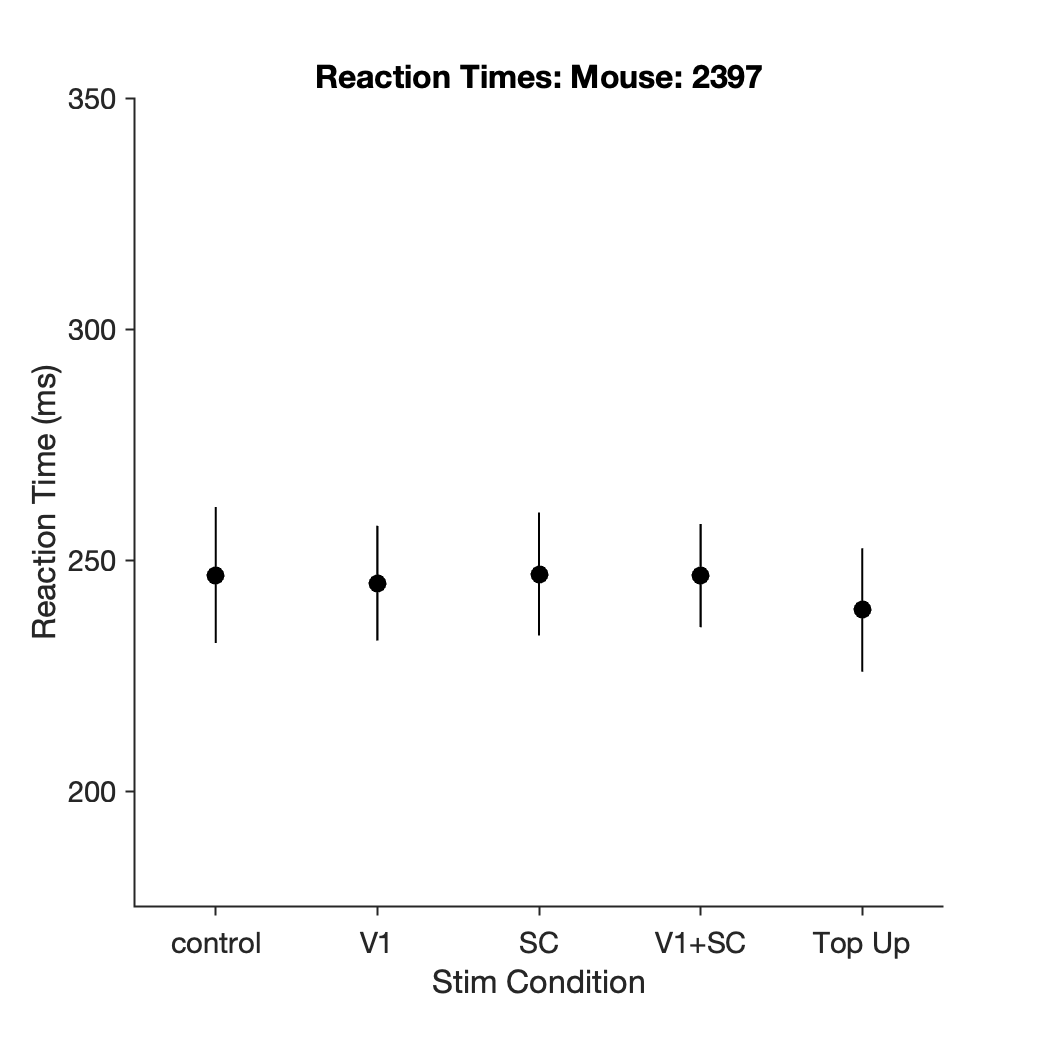 Reaction Times: Mouse: 2397
350
300
250
200
Reaction Time (ms)
control V1 SC V1+SC Top Up
Stim Condition